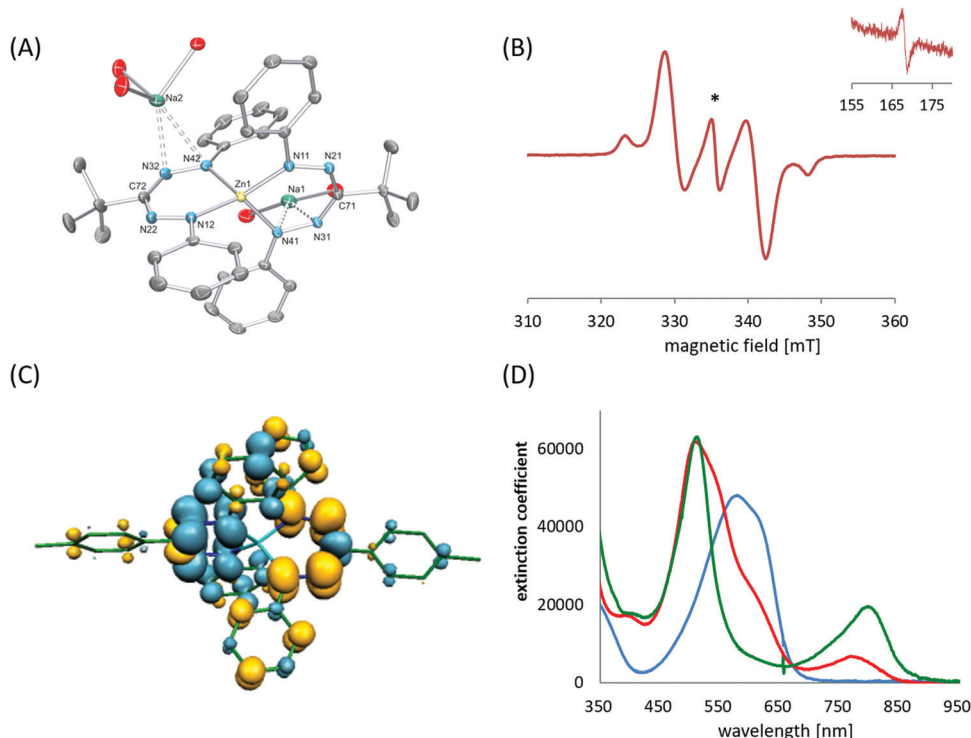 (A)
Na2
N32
N42
C72
N22
N12
Zn1
N11
N21
Na1
C71
N41
N31
(B)
*
155 165 175
310 320 330 340 350 360
magnetic field [mT]
(C)
(D)
extinction coefficient
60000
40000
20000
0
350 450 550 650 750 850 950
wavelength [nm]